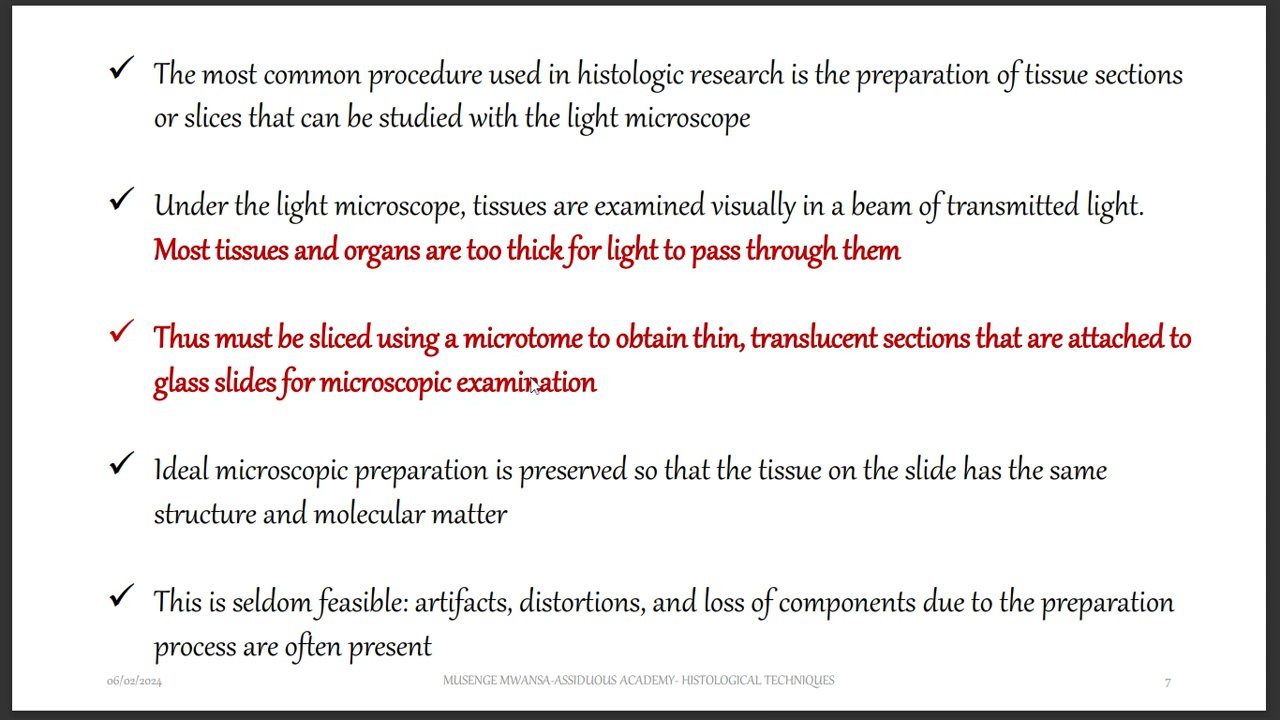 ✓ The most common procedure used in histologic research is the preparation of tissue sections
or slices that can be studied with the light microscope
✓ Under the light microscope, tissues are examined visually in a beam of transmitted light.
Most tissues and organs are too thick for light to pass through them
✓ Thus must be sliced using a microtome to obtain thin, translucent sections that are attached to
glass slides for microscopic examination
✓ Ideal microscopic preparation is preserved so that the tissue on the slide has the same
structure and molecular matter
✓ This is seldom feasible: artifacts, distortions, and loss of components due to the preparation
process are often present
06/02/2024 MUSENGE MWANSA-ASSIDUOUS ACADEMY- HISTOLOGICAL TECHNIQUES 7